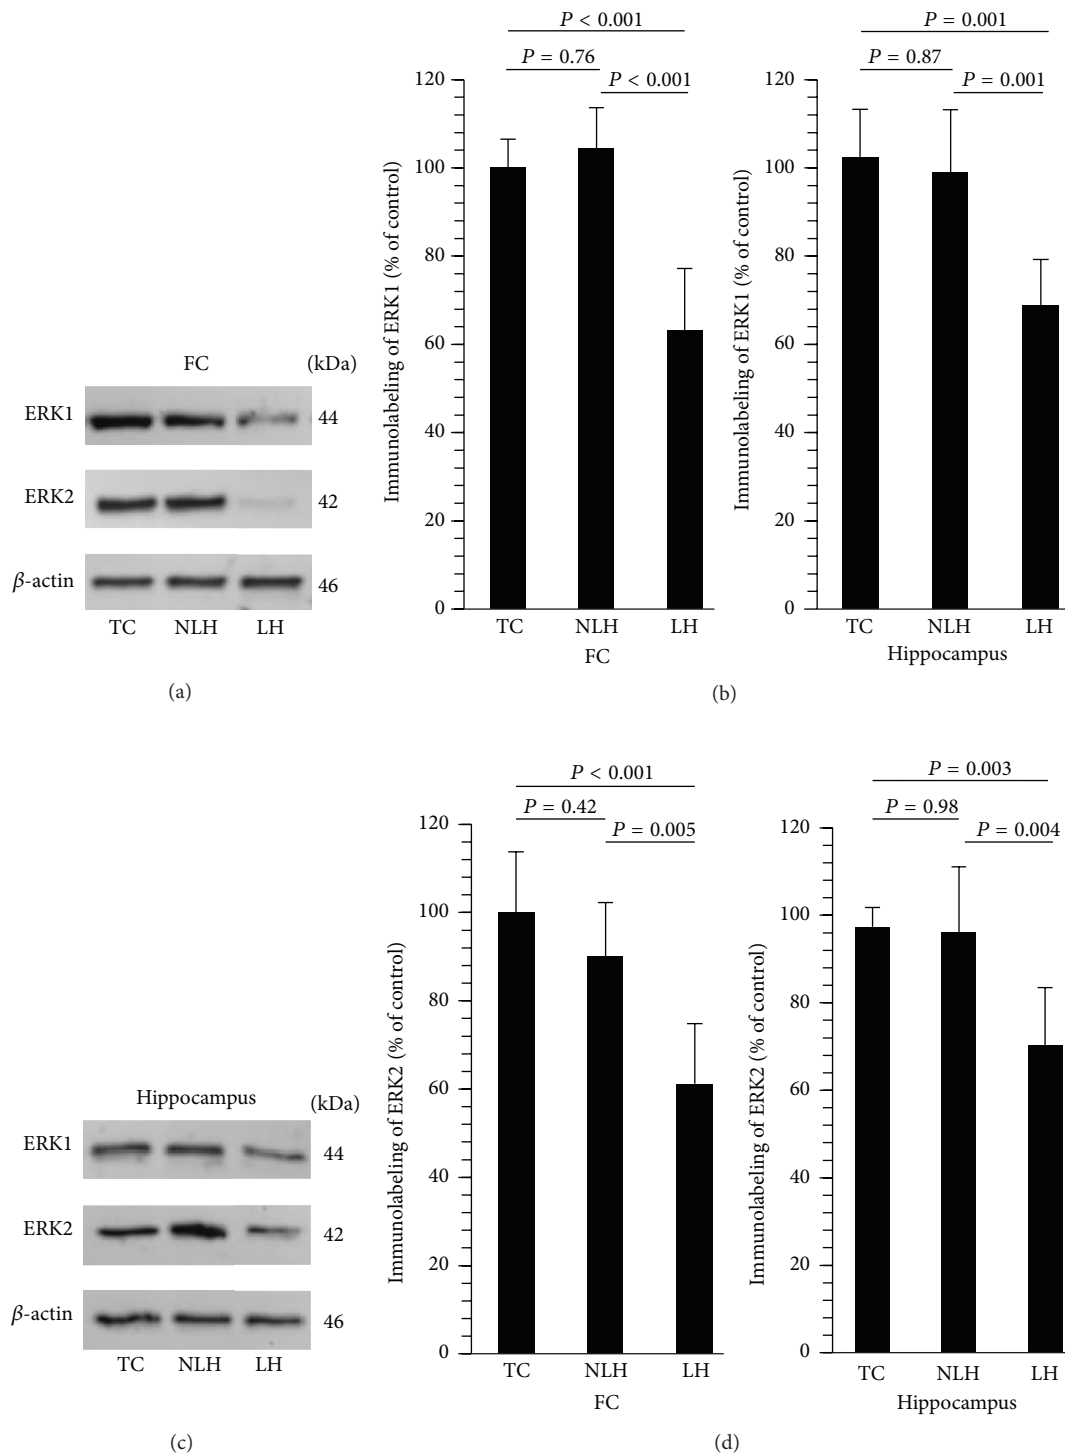 FC (kDa)
ERK1 44
ERK2 42
β-actin 46
TC NLH LH
(a)
P < 0.001
P = 0.76
P < 0.001
120
100
80
60
40
20
0
Immunolabeling of ERK1 (% of control)
TC NLH LH
FC
P = 0.001
P = 0.87
P = 0.001
120
100
80
60
40
20
0
Immunolabeling of ERK1 (% of control)
TC NLH LH
Hippocampus
(b)
Hippocampus (kDa)
ERK1 44
ERK2 42
β-actin 46
TC NLH LH
(c)
P < 0.001
P = 0.42
P = 0.005
120
100
80
60
40
20
0
Immunolabeling of ERK2 (% of control)
TC NLH LH
FC
P = 0.003
P = 0.98
P = 0.004
120
100
80
60
40
20
0
Immunolabeling of ERK2 (% of control)
TC NLH LH
Hippocampus
(d)